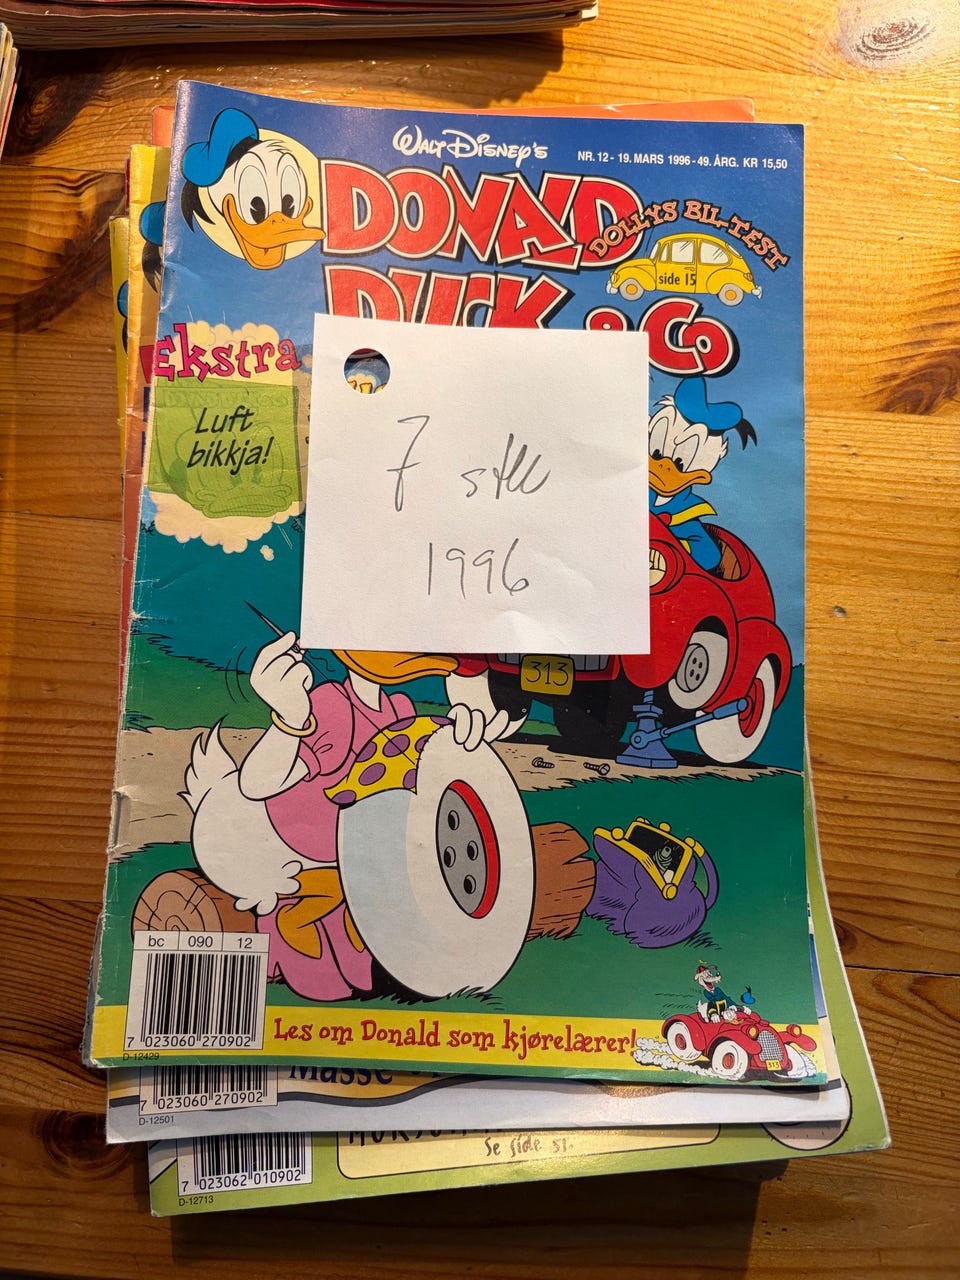 WALT DISNEY'S
NR. 12 - 19. MARS 1996 - 49. ÅRG. KR 15,50
DONALD
DUCK & Co
DOLLYS BIL-TEST
side 15
Ekstra
Luft
bikkja!
7 stk
1996
313
bc 090 12
7 023060 270902
D-12429
Les om Donald som kjørelærer!
313
Masse
7 023060 270902
D-12501
Se side 51.
7 023062 010902
D-12713